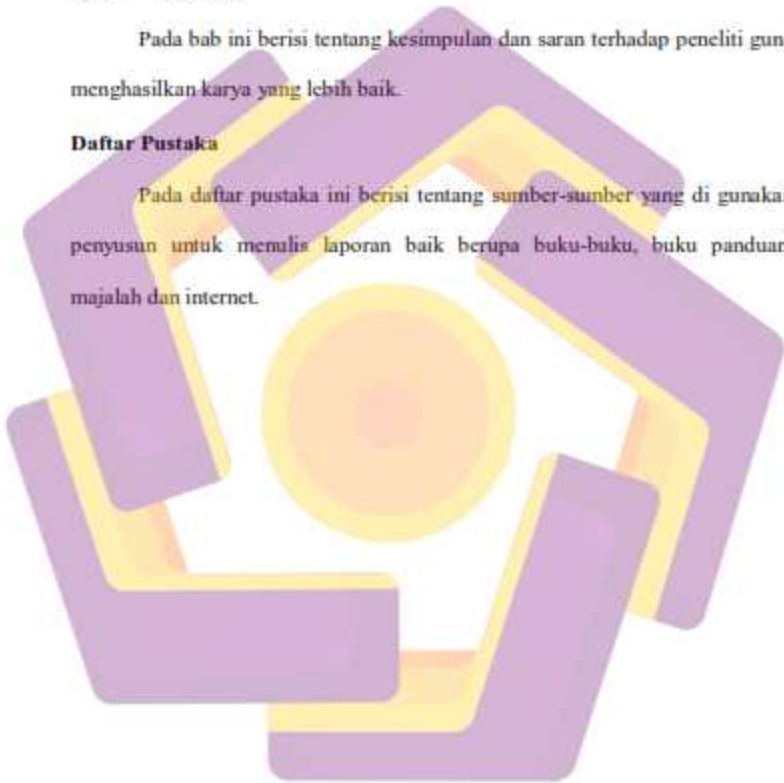 Pada bab ini berisi tentang kesimpulan dan saran terhadap peneliti gun
menghasilkan karya yang lebih baik.
Daftar Pustaka
Pada daftar pustaka ini berisi tentang sumber-sumber yang di gunaka
penyusun untuk menulis laporan baik berupa buku-buku, buku panduan
majalah dan internet.